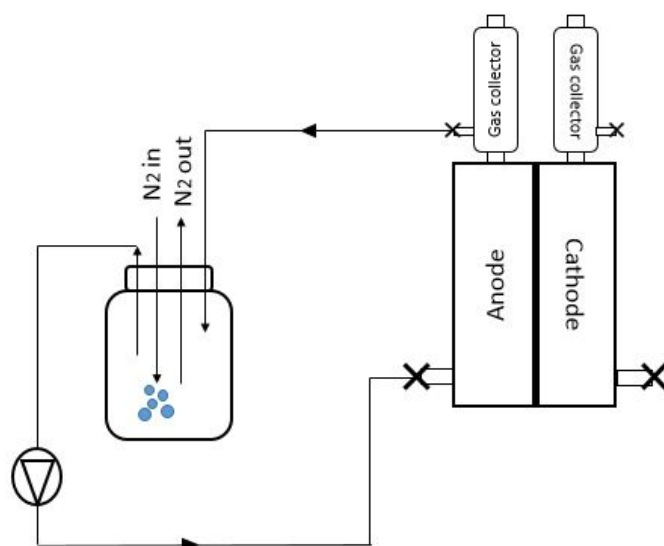 Gas collector
Gas collector
N2 in
N2 out
Anode
Cathode